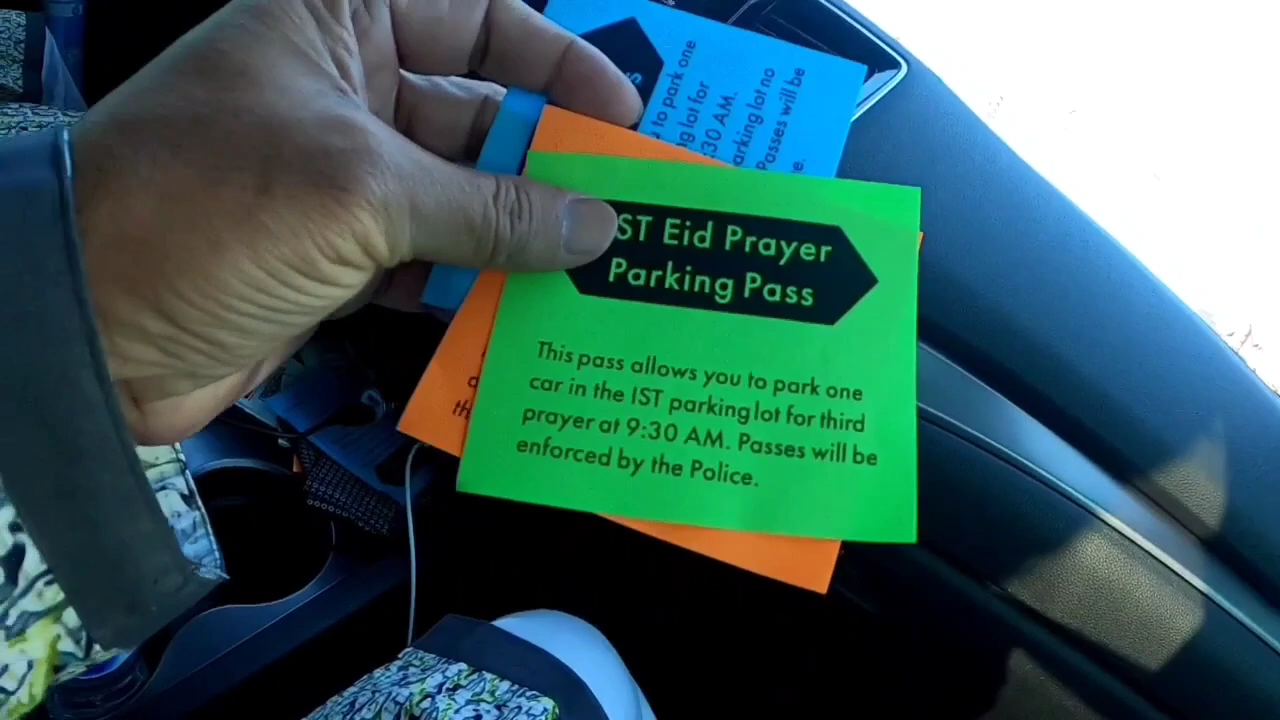 to park one
lot for
:30 AM.
parking lot no
Passes will be
ST Eid Prayer
Parking Pass
This pass allows you to park one
car in the IST parking lot for third
prayer at 9:30 AM. Passes will be
enforced by the Police.